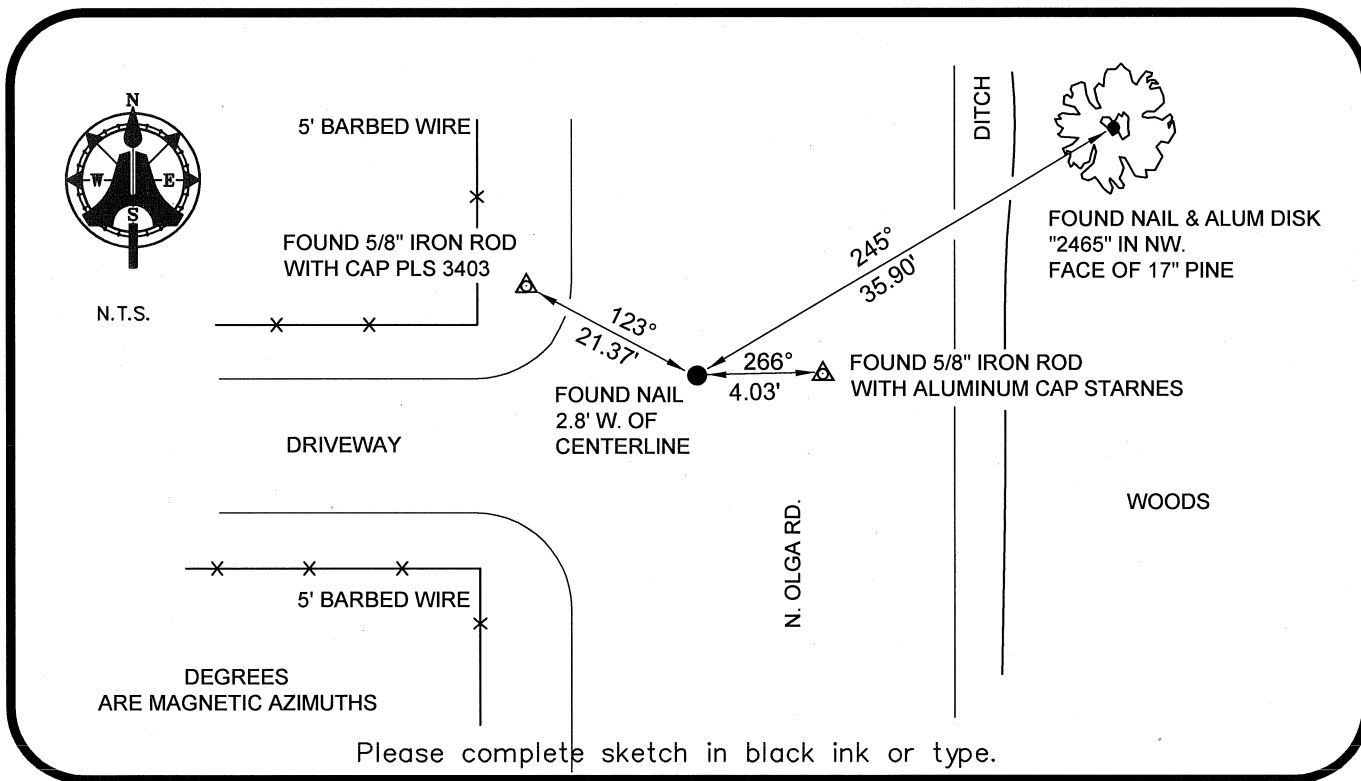 N
W
E
S
N.T.S.
5' BARBED WIRE
FOUND 5/8" IRON ROD
WITH CAP PLS 3403
123°
21.37'
245°
35.90'
DITCH
FOUND NAIL & ALUM DISK
"2465" IN NW.
FACE OF 17" PINE
266°
4.03'
FOUND 5/8" IRON ROD
WITH ALUMINUM CAP STARNES
FOUND NAIL
2.8' W. OF
CENTERLINE
DRIVEWAY
N. OLGA RD.
WOODS
5' BARBED WIRE
DEGREES
ARE MAGNETIC AZIMUTHS
Please complete sketch in black ink or type.